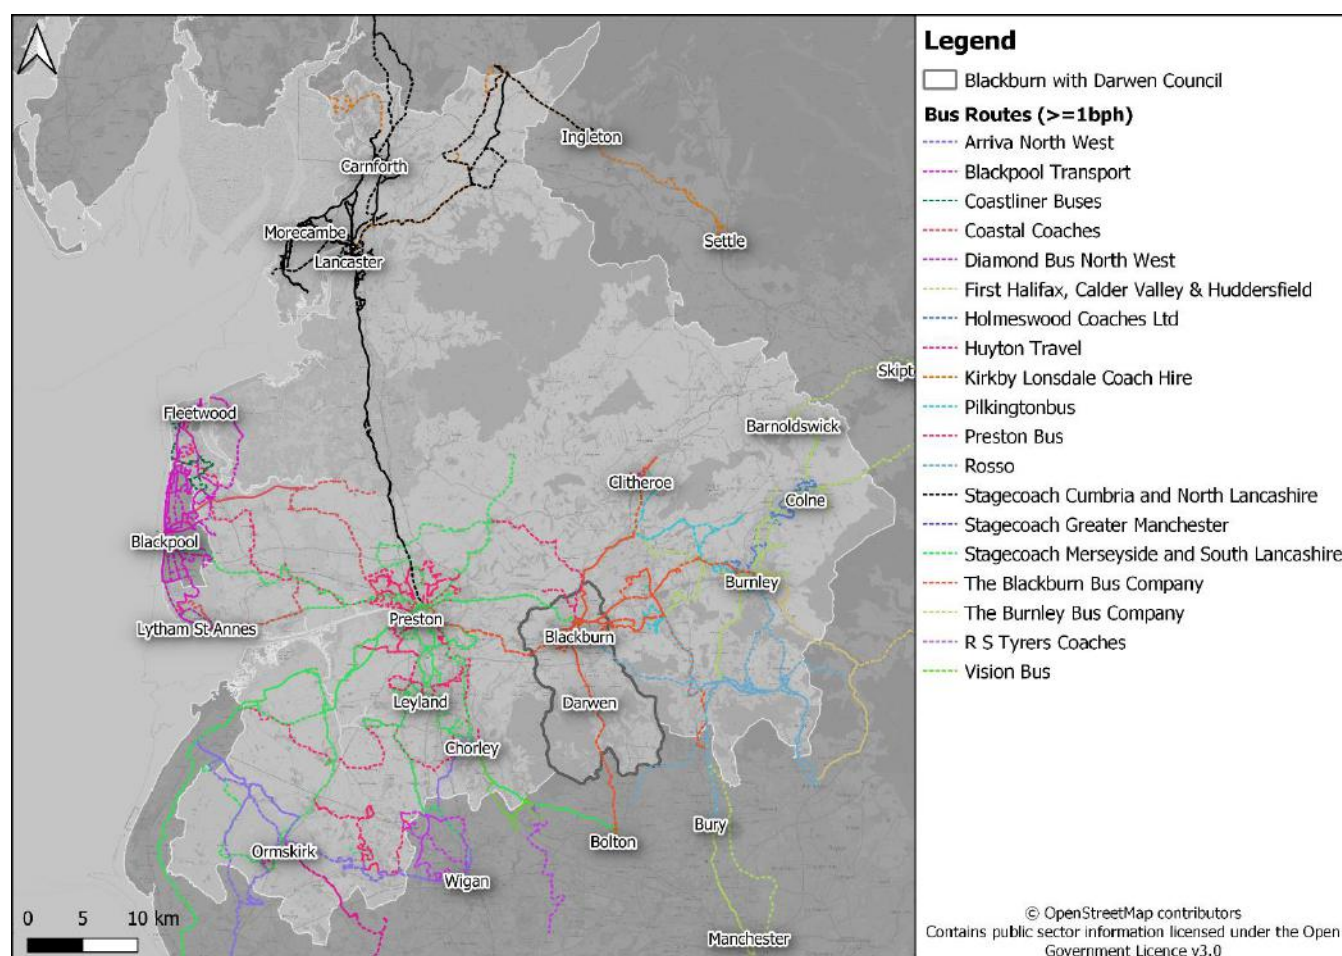 Legend
Blackburn with Darwen Council
Bus Routes (>=1bph)
Arriva North West
Blackpool Transport
Coastliner Buses
Coastal Coaches
Diamond Bus North West
First Halifax, Calder Valley & Huddersfield
Holmeswood Coaches Ltd
Huyton Travel
Kirkby Lonsdale Coach Hire
Pilkingtonbus
Preston Bus
Rosso
Stagecoach Cumbria and North Lancashire
Stagecoach Greater Manchester
Stagecoach Merseyside and South Lancashire
The Blackburn Bus Company
The Burnley Bus Company
R S Tyrers Coaches
Vision Bus
Ingleton
Carnforth
Morecambe
Settle
Lancaster
Skipt
Fleetwood
Barnoldswick
Clitheroe
Colne
Blackpool
Burnley
Preston
Lytham St Annes
Blackburn
Leyland
Darwen
Chorley
Bury
Bolton
Ormskirk
Wigan
Manchester
0 5 10 km
© OpenStreetMap contributors
Contains public sector information licensed under the Open
Government Licence v3.0